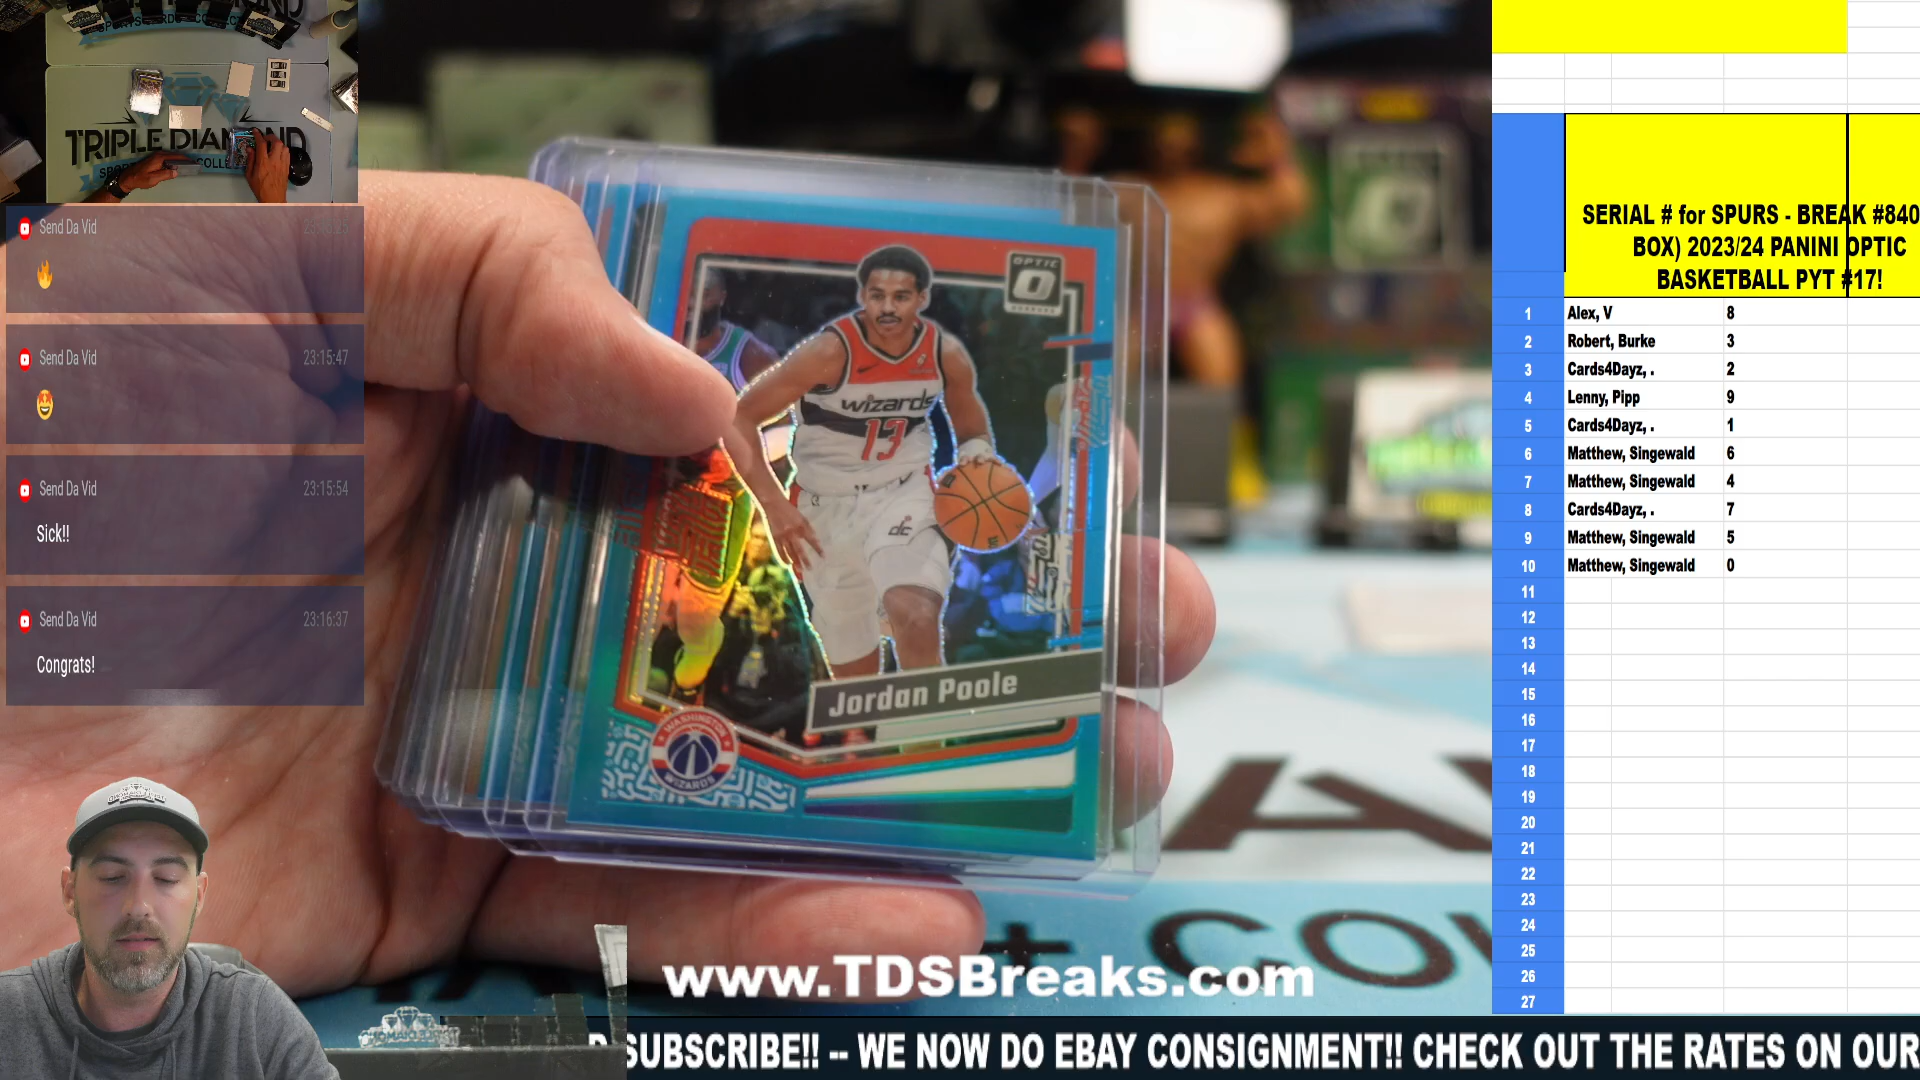 TRIPLE DIAMOND
Send Da Vid
🔥
Send Da Vid 23:15:47
🤩
Send Da Vid 23:15:54
Sick!!
Send Da Vid 23:16:37
Congrats!
OPTIC
wizards
13
dc
Jordan Poole
WASHINGTON
WIZARDS
+ COL
www.TDSBreaks.com
SUBSCRIBE!! -- WE NOW DO EBAY CONSIGNMENT!! CHECK OUT THE RATES ON OUR
SERIAL # for SPURS - BREAK #840
BOX) 2023/24 PANINI OPTIC
BASKETBALL PYT #17!
1 Alex, V 8
2 Robert, Burke 3
3 Cards4Dayz, . 2
4 Lenny, Pipp 9
5 Cards4Dayz, . 1
6 Matthew, Singewald 6
7 Matthew, Singewald 4
8 Cards4Dayz, . 7
9 Matthew, Singewald 5
10 Matthew, Singewald 0
11
12
13
14
15
16
17
18
19
20
21
22
23
24
25
26
27